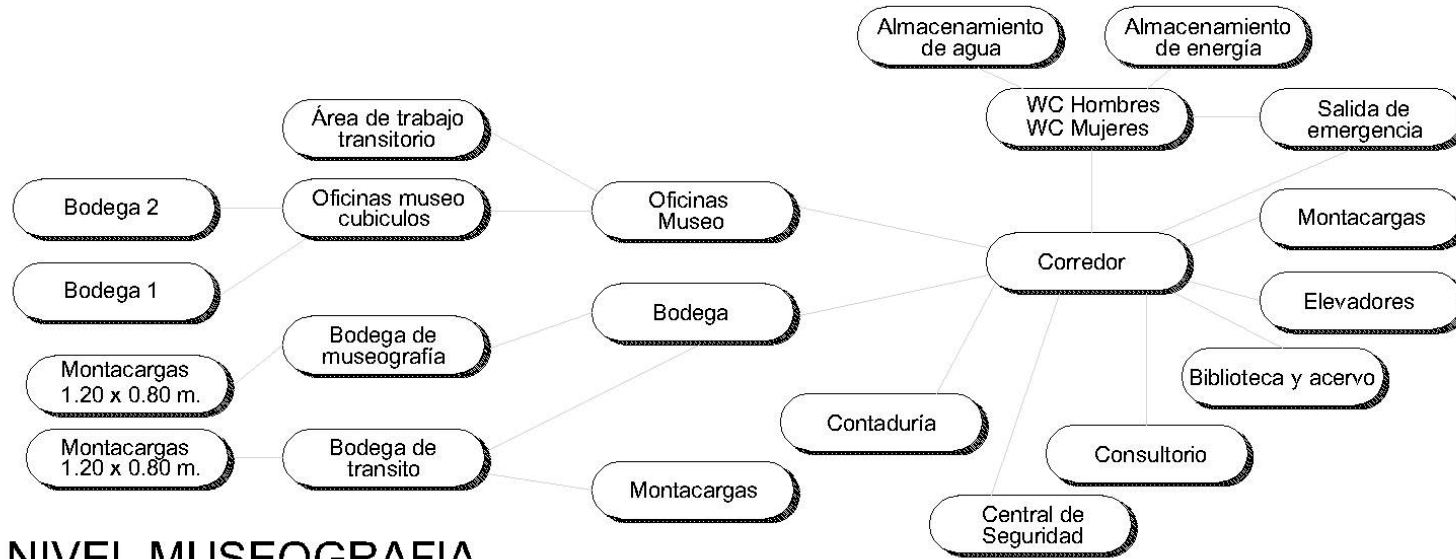 Almacenamiento
de agua
Almacenamiento
de energía
Área de trabajo
transitorio
WC Hombres
WC Mujeres
Salida de
emergencia
Bodega 2
Oficinas museo
cubiculos
Oficinas
Museo
Montacargas
Corredor
Bodega 1
Elevadores
Bodega
Bodega de
museografía
Montacargas
1.20 x 0.80 m.
Biblioteca y acervo
Contaduría
Montacargas
1.20 x 0.80 m.
Bodega de
transito
Consultorio
Montacargas
Central de
Seguridad
NIVEL MUSEOGRAFIA